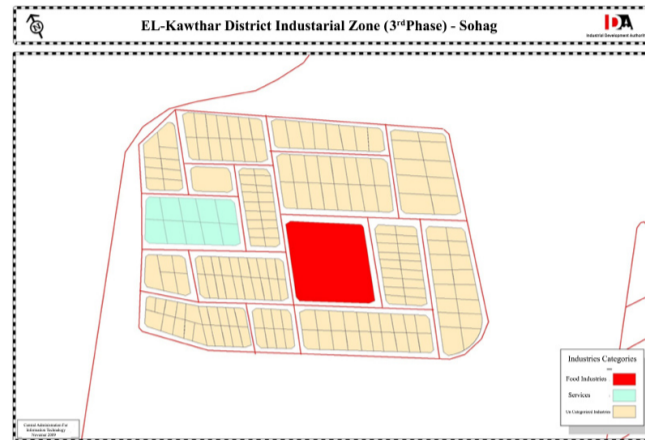 EL-Kawthar District Industarial Zone (3rdPhase) - Sohag
IDA
Industrial Development Authority
Industries Categories
Food Industries
Services
Un Categorized Industries
Central Administration For
Information Technology